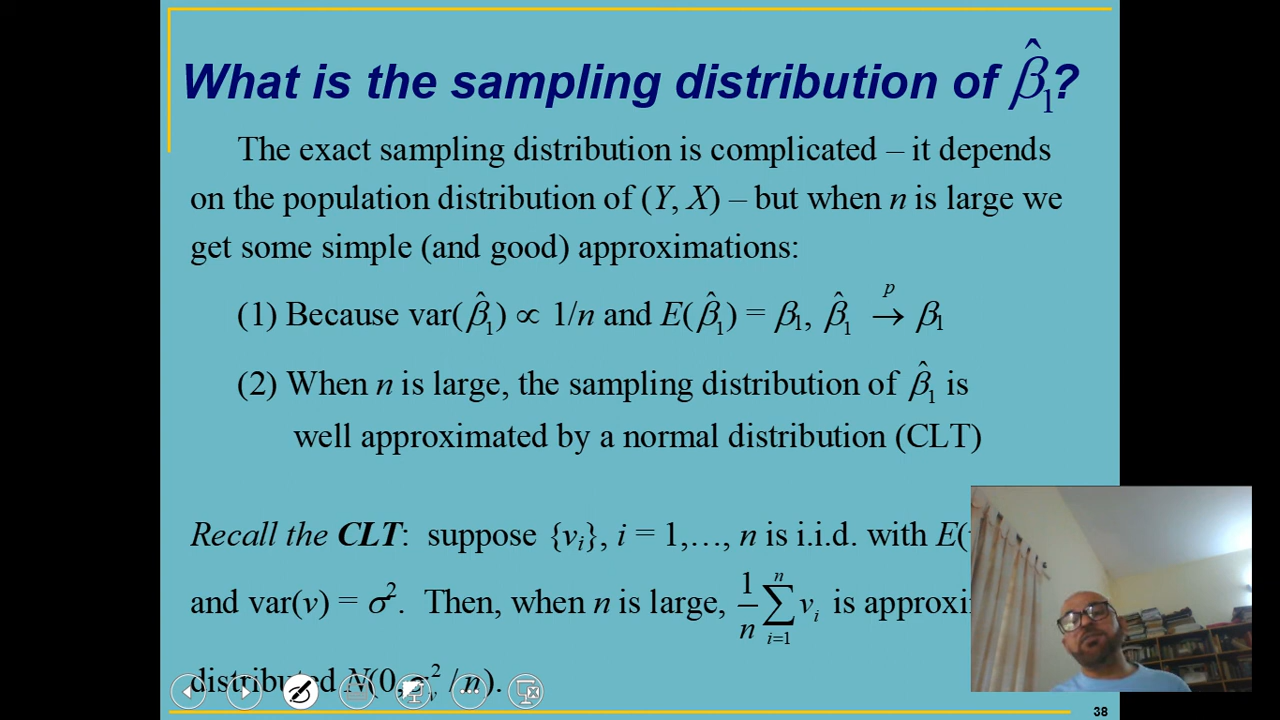 What is the sampling distribution of β̂₁?
The exact sampling distribution is complicated – it depends
on the population distribution of (Y, X) – but when n is large we
get some simple (and good) approximations:
(1) Because var(β̂₁) ∝ 1/n and E(β̂₁) = β₁, β̂₁ →ᵖ β₁
(2) When n is large, the sampling distribution of β̂₁ is
well approximated by a normal distribution (CLT)
Recall the CLT: suppose {vᵢ}, i = 1,…, n is i.i.d. with E(
and var(v) = σ². Then, when n is large, 1/n ∑ᵢ₌₁ⁿ vᵢ is approxi
distributed N(0, σᵥ² / n).
38